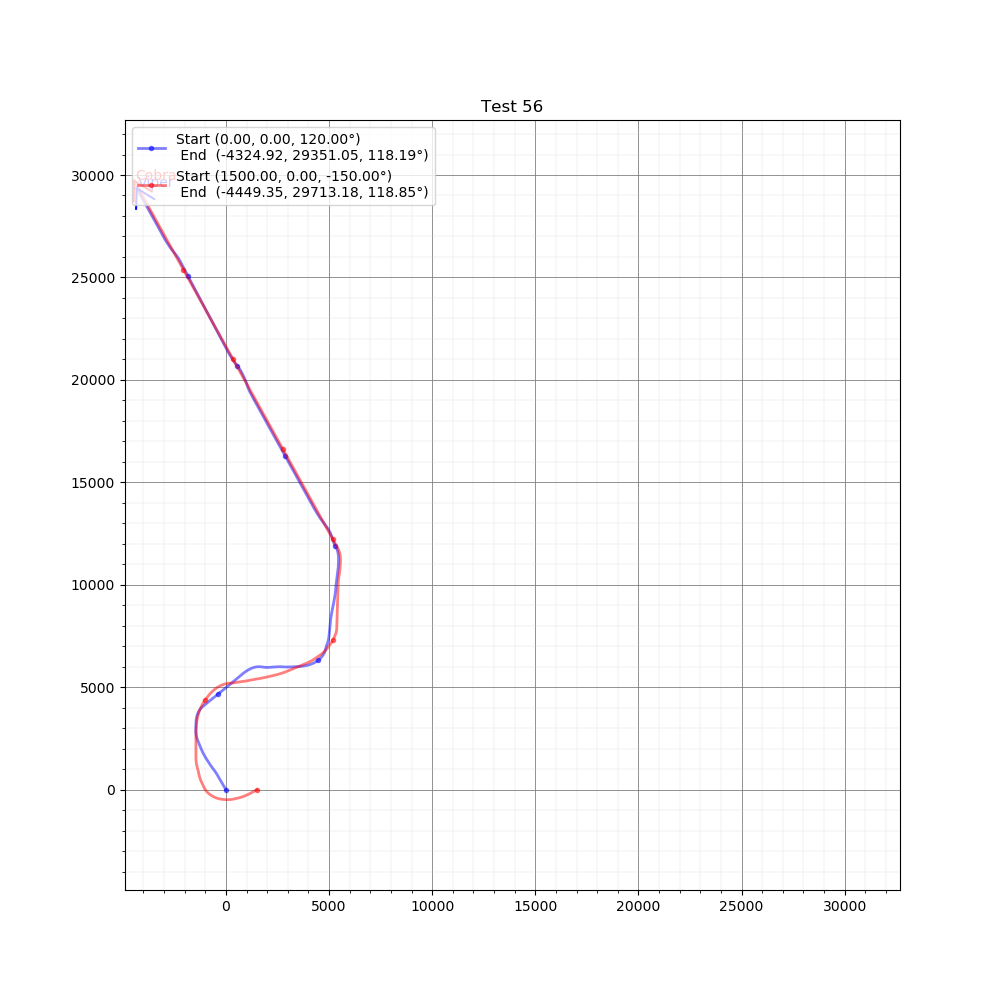 Test 56
Start (0.00, 0.00, 120.00°)
End (-4324.92, 29351.05, 118.19°)
Start (1500.00, 0.00, -150.00°)
End (-4449.35, 29713.18, 118.85°)
Cobra
Viper
30000
25000
20000
15000
10000
5000
0
0 5000 10000 15000 20000 25000 30000